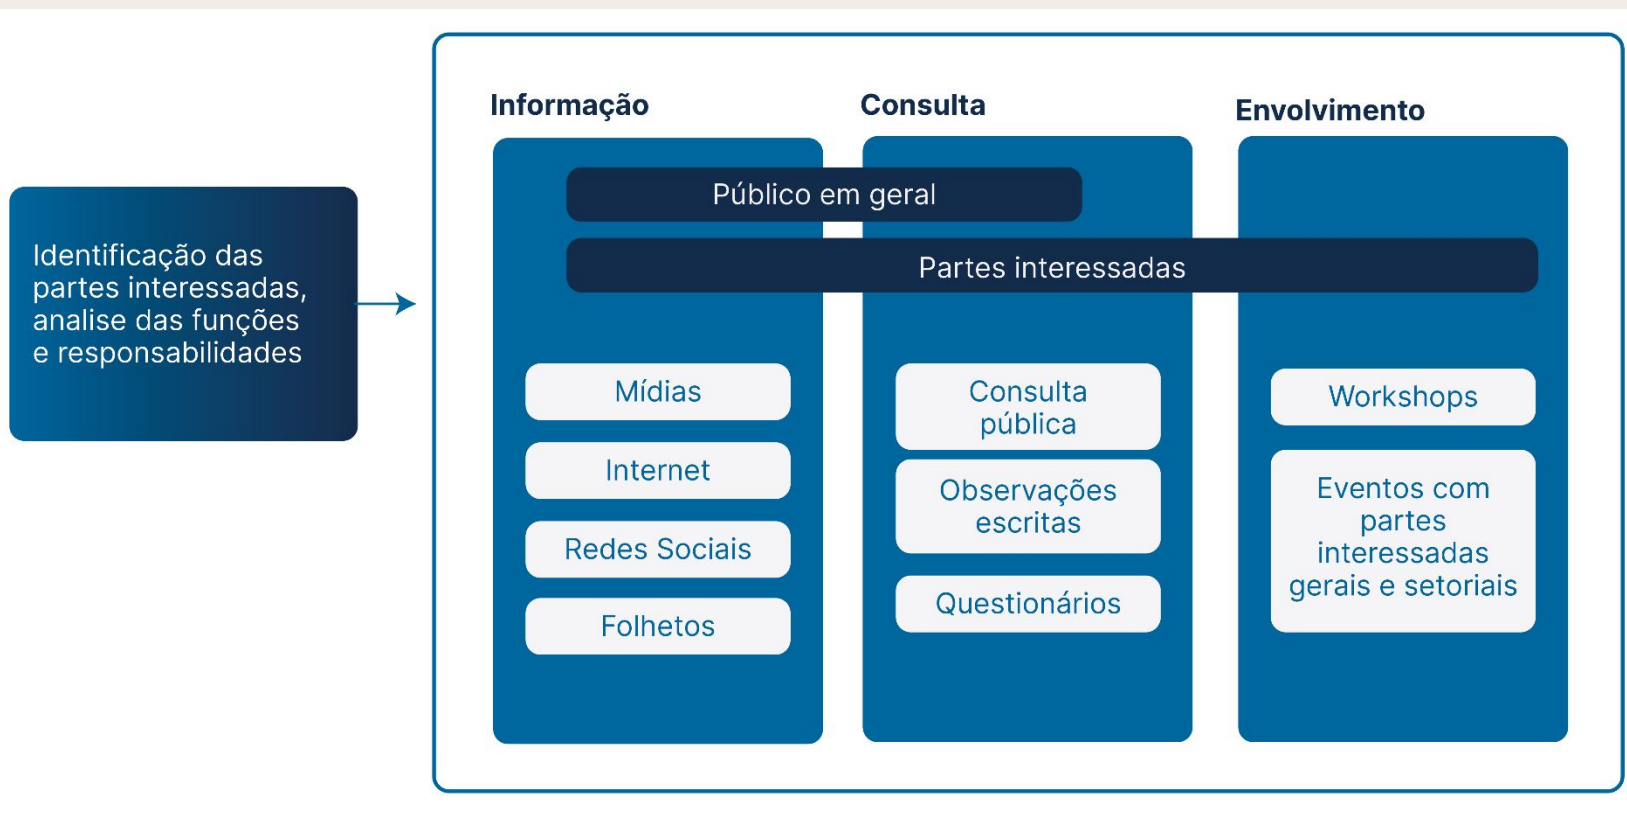 Identificação das
partes interessadas,
analise das funções
e responsabilidades
Informação
Consulta
Envolvimento
Público em geral
Partes interessadas
Mídias
Internet
Redes Sociais
Folhetos
Consulta
pública
Observações
escritas
Questionários
Workshops
Eventos com
partes
interessadas
gerais e setoriais